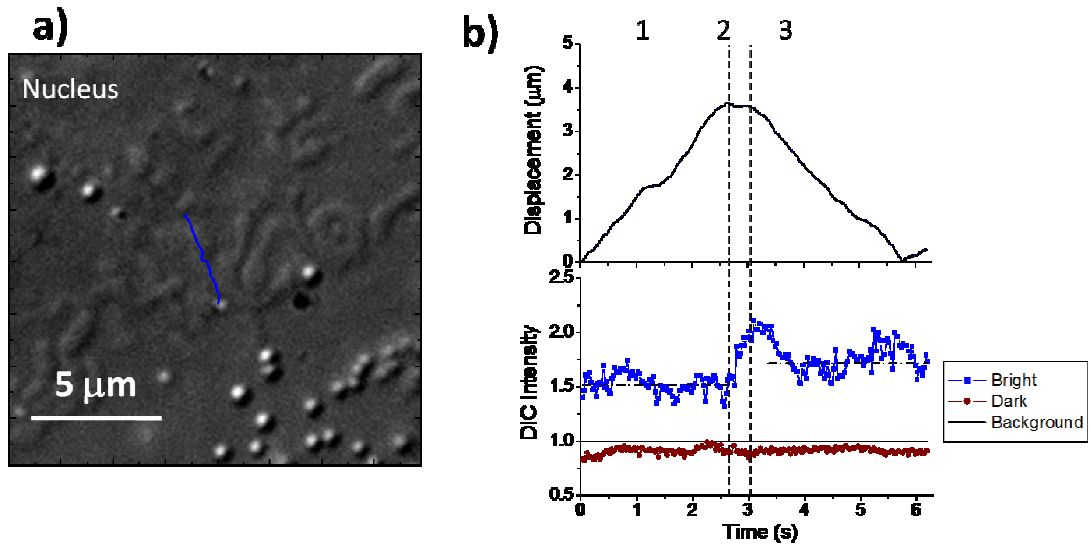 a)
Nucleus
5 μm
b)
1 2 3
Displacement (μm)
5
4
3
2
1
0
DIC Intensity
2.5
2.0
1.5
1.0
0.5
0 1 2 3 4 5 6
Time (s)
Bright
Dark
Background